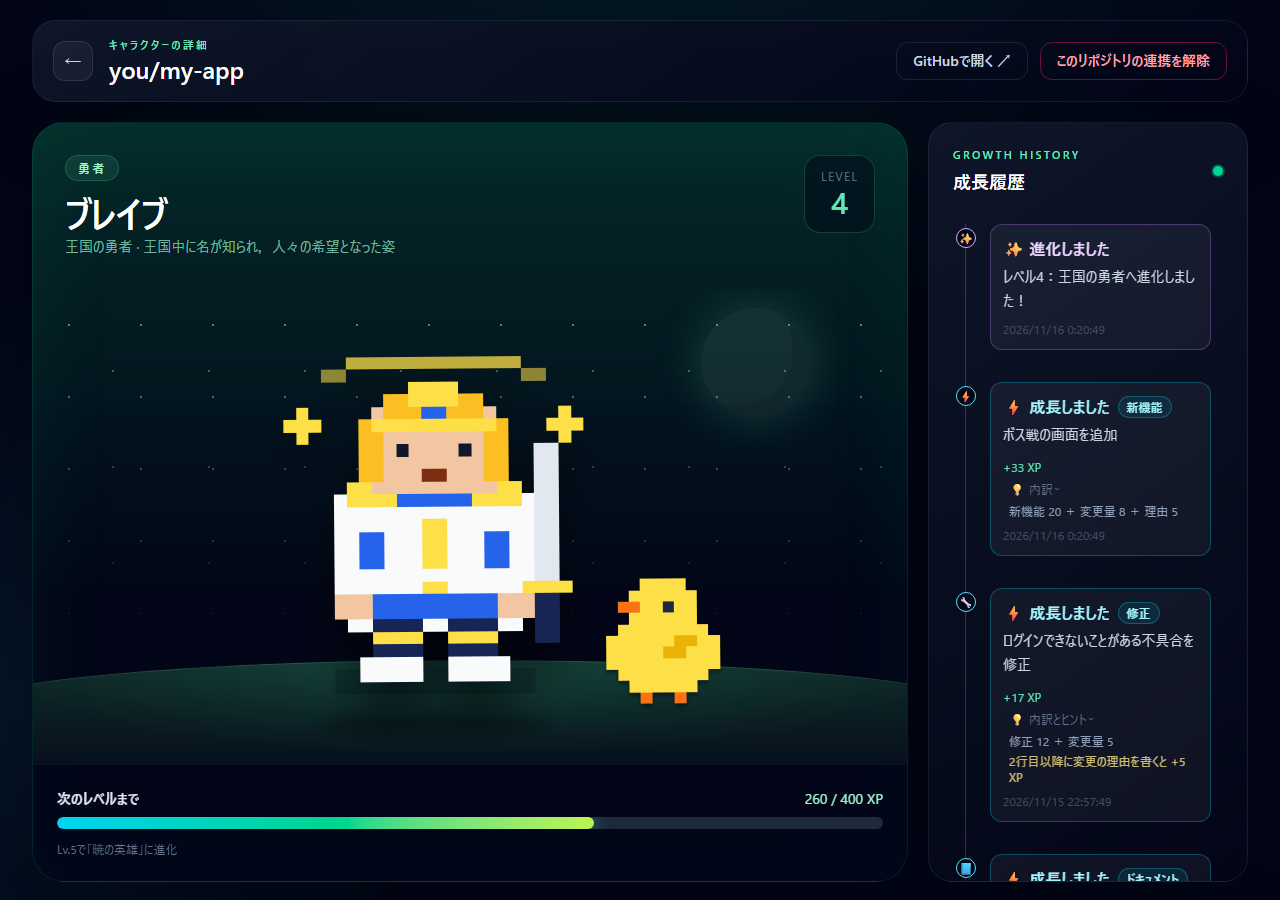 ←
キャラクターの詳細
you/my-app
GitHubで開く ↗
このリポジトリの連携を解除
勇者
ブレイブ
王国の勇者 · 王国中に名が知られ、人々の希望となった姿
LEVEL
4
次のレベルまで
260 / 400 XP
Lv.5で「暁の英雄」に進化
GROWTH HISTORY
成長履歴
✨ 進化しました
レベル4：王国の勇者へ進化しまし
た！
2026/11/16 0:20:49
⚡ 成長しました 新機能
ボス戦の画面を追加
+33 XP
💡 内訳
新機能 20 ＋ 変更量 8 ＋ 理由 5
2026/11/16 0:20:49
⚡ 成長しました 修正
ログインできないことがある不具合を
修正
+17 XP
💡 内訳とヒント
修正 12 ＋ 変更量 5
2行目以降に変更の理由を書くと +5
XP
2026/11/15 22:57:49
⚡ 成長しました ドキュメント